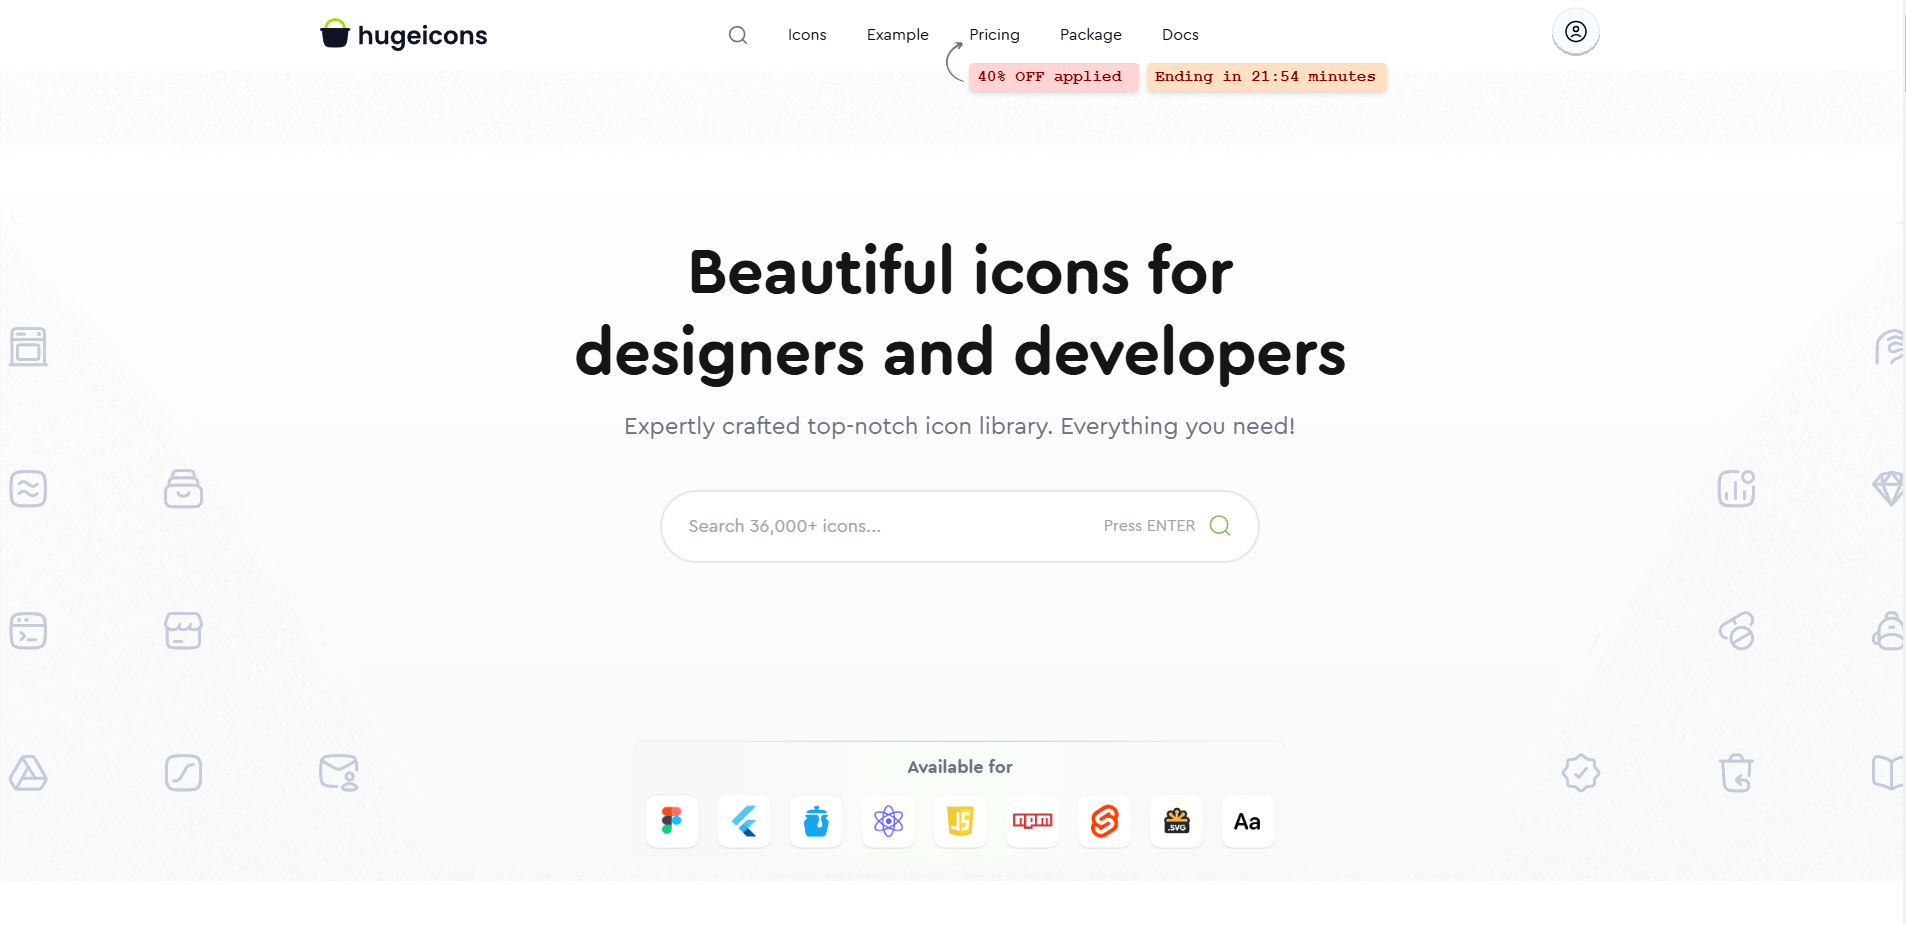 hugeicons
Icons
Example
Pricing
Package
Docs
40% OFF applied
Ending in 21:54 minutes
Beautiful icons for
designers and developers
Expertly crafted top-notch icon library. Everything you need!
Search 36,000+ icons...
Press ENTER
Available for
JS
npm
.SVG
Aa